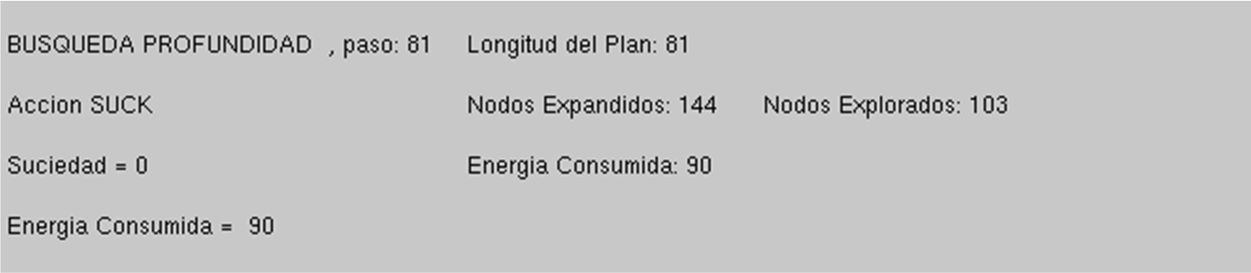 BUSQUEDA PROFUNDIDAD , paso: 81 Longitud del Plan: 81
Accion SUCK Nodos Expandidos: 144 Nodos Explorados: 103
Suciedad = 0 Energia Consumida: 90
Energia Consumida = 90